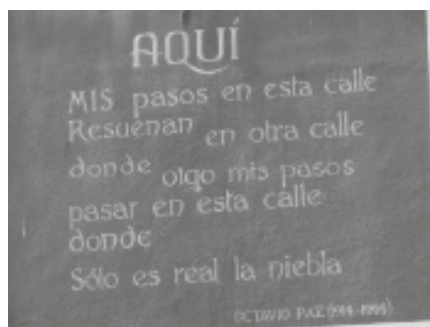 AQUÍ
MIS pasos en esta calle
Resuenan en otra calle
donde oigo mis pasos
pasar en esta calle
donde
Sólo es real la niebla
OCTAVIO PAZ (1914-1998)